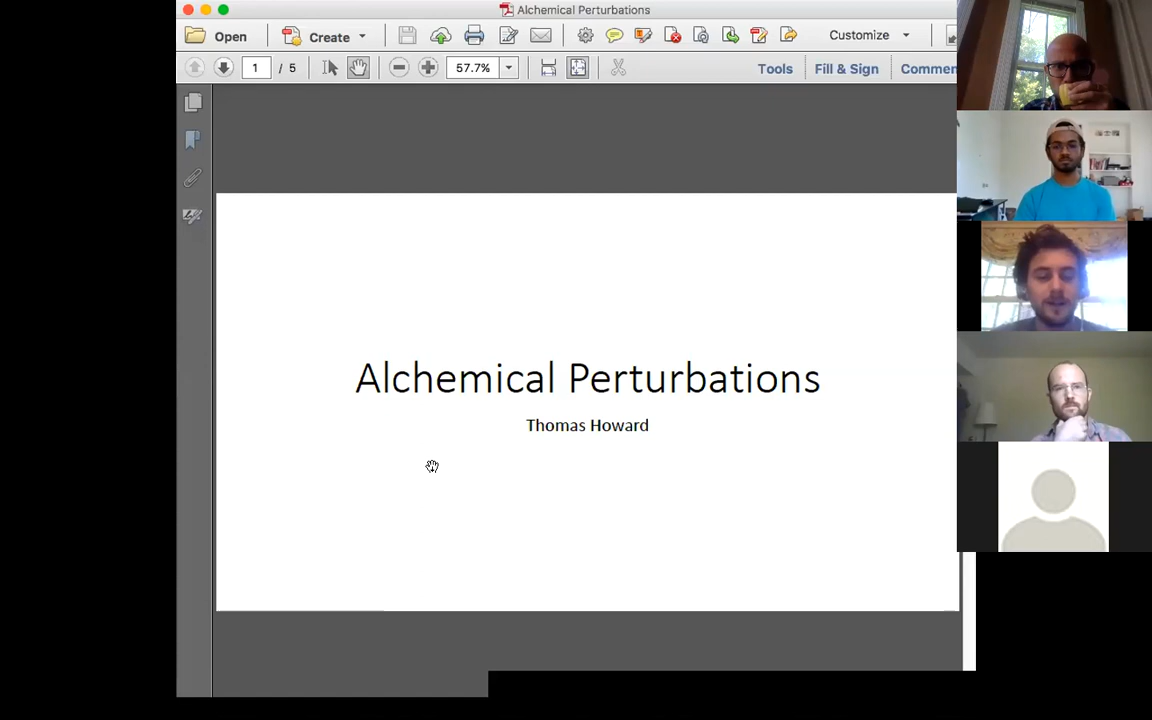 Alchemical Perturbations
Open
Create
Customize
1 / 5
57.7%
Tools
Fill & Sign
Commen
Alchemical Perturbations
Thomas Howard